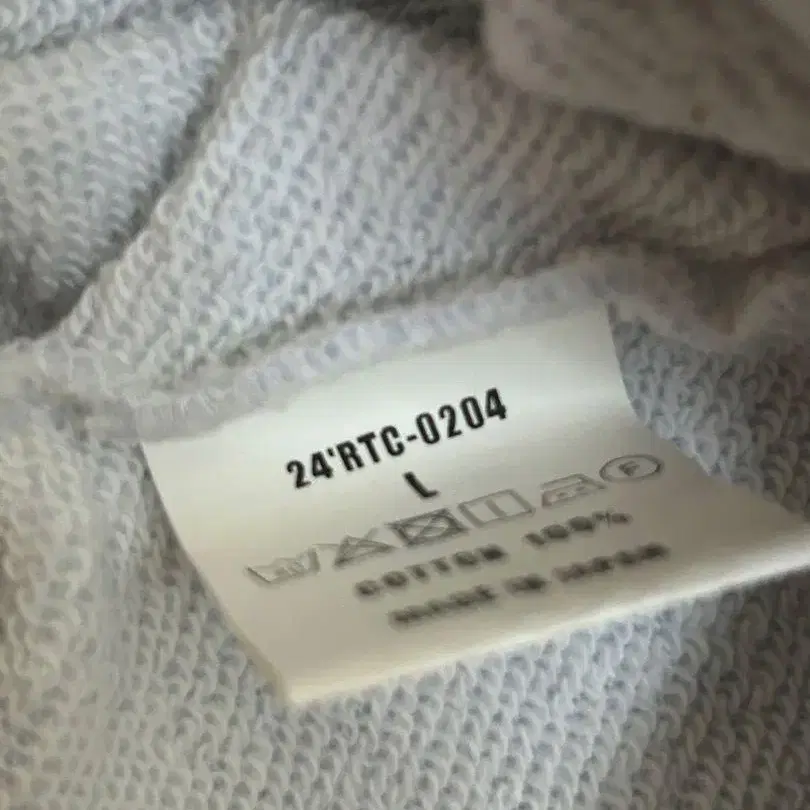 24'RTC-0204
L
F
COTTON 100%
MADE IN JAPAN